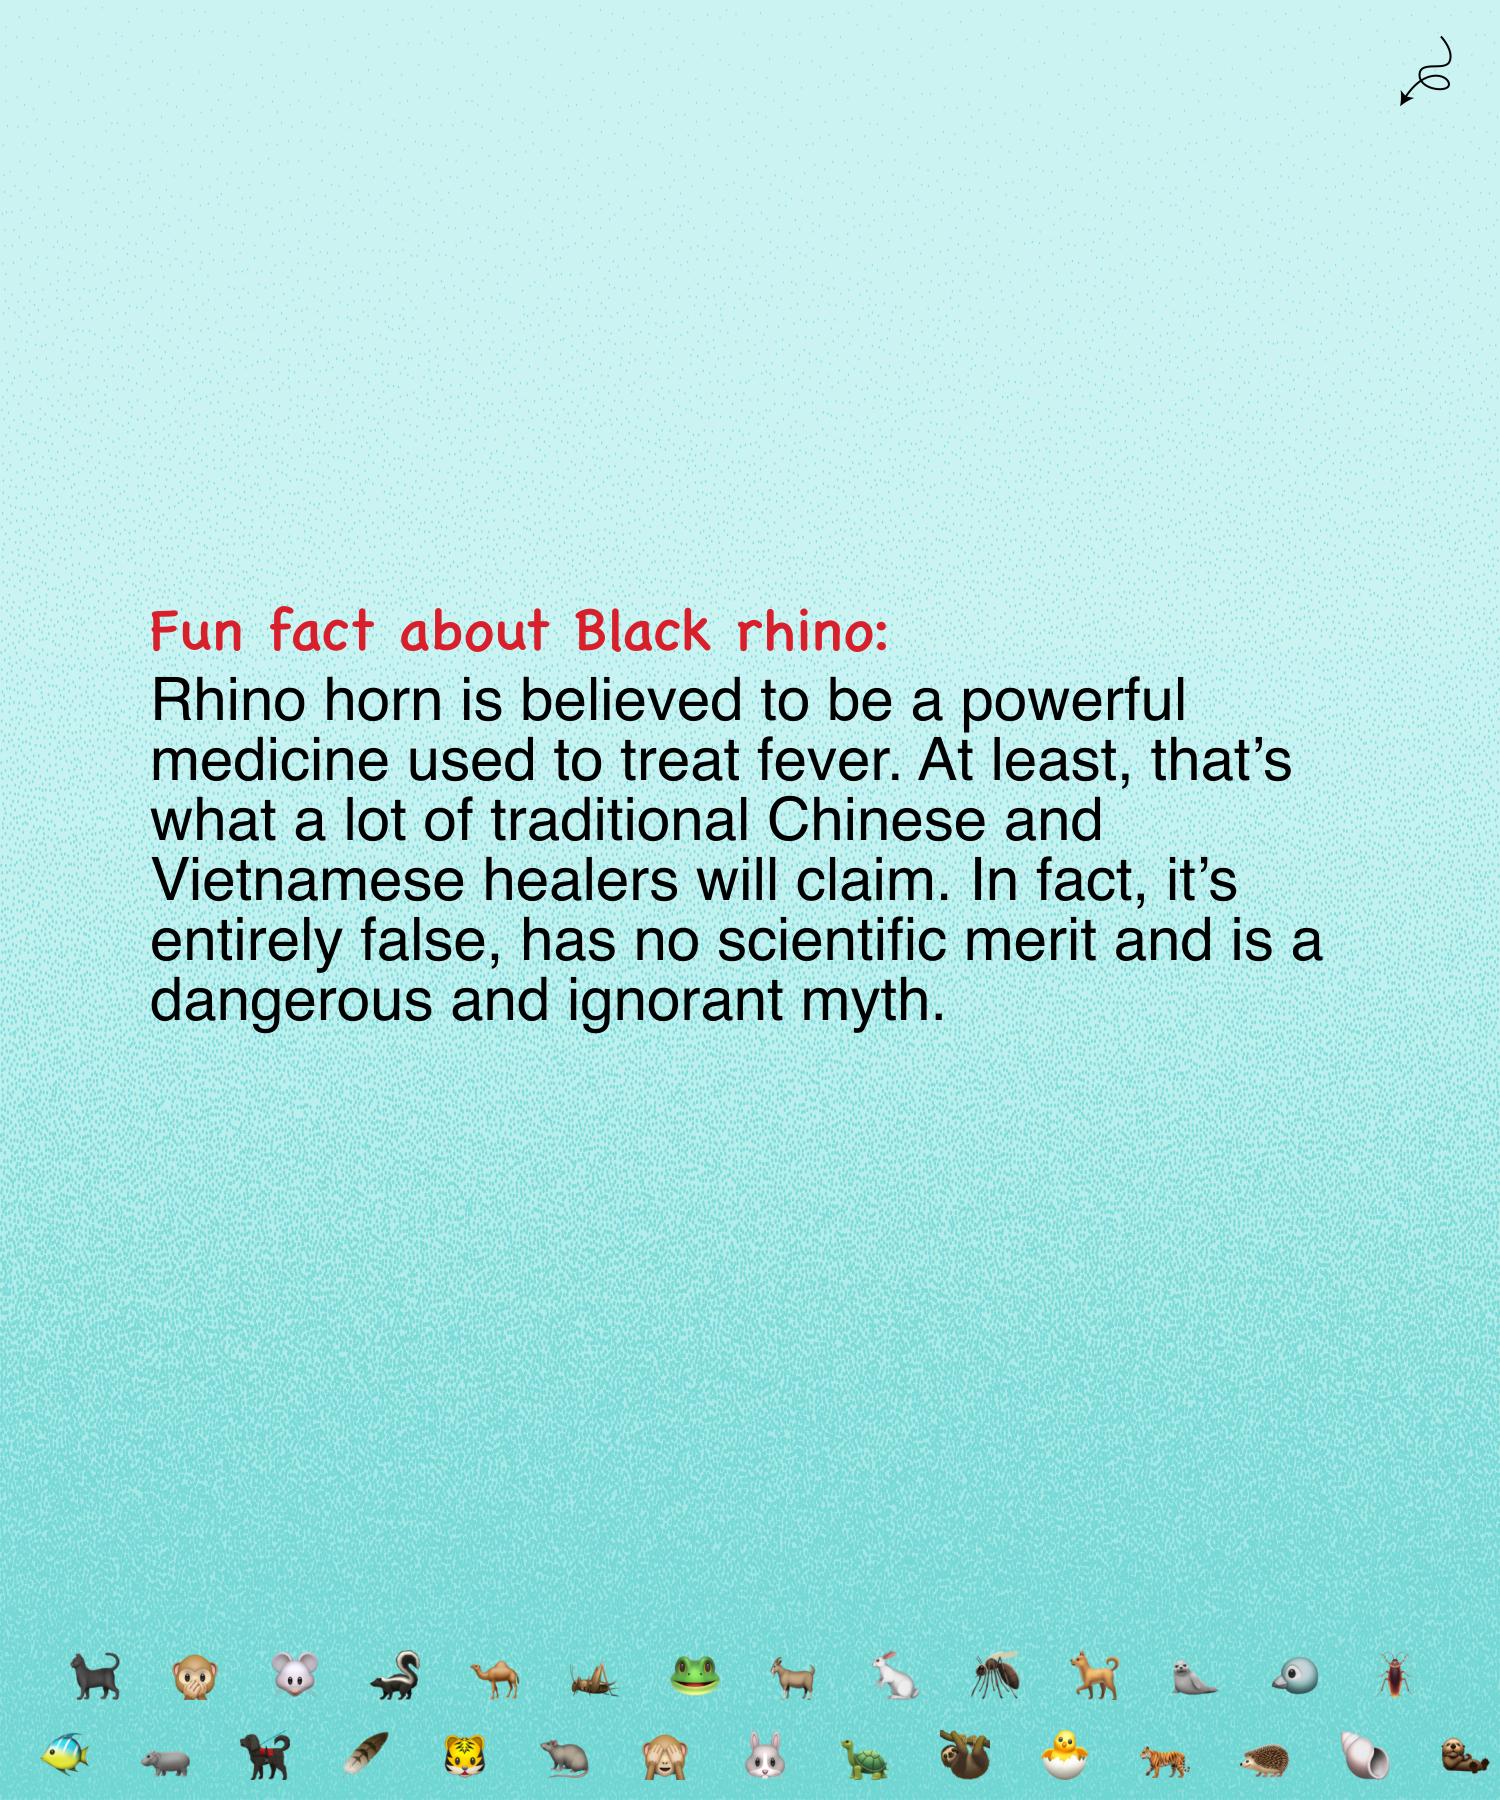 Fun fact about Black rhino:
Rhino horn is believed to be a powerful
medicine used to treat fever. At least, that’s
what a lot of traditional Chinese and
Vietnamese healers will claim. In fact, it’s
entirely false, has no scientific merit and is a
dangerous and ignorant myth.